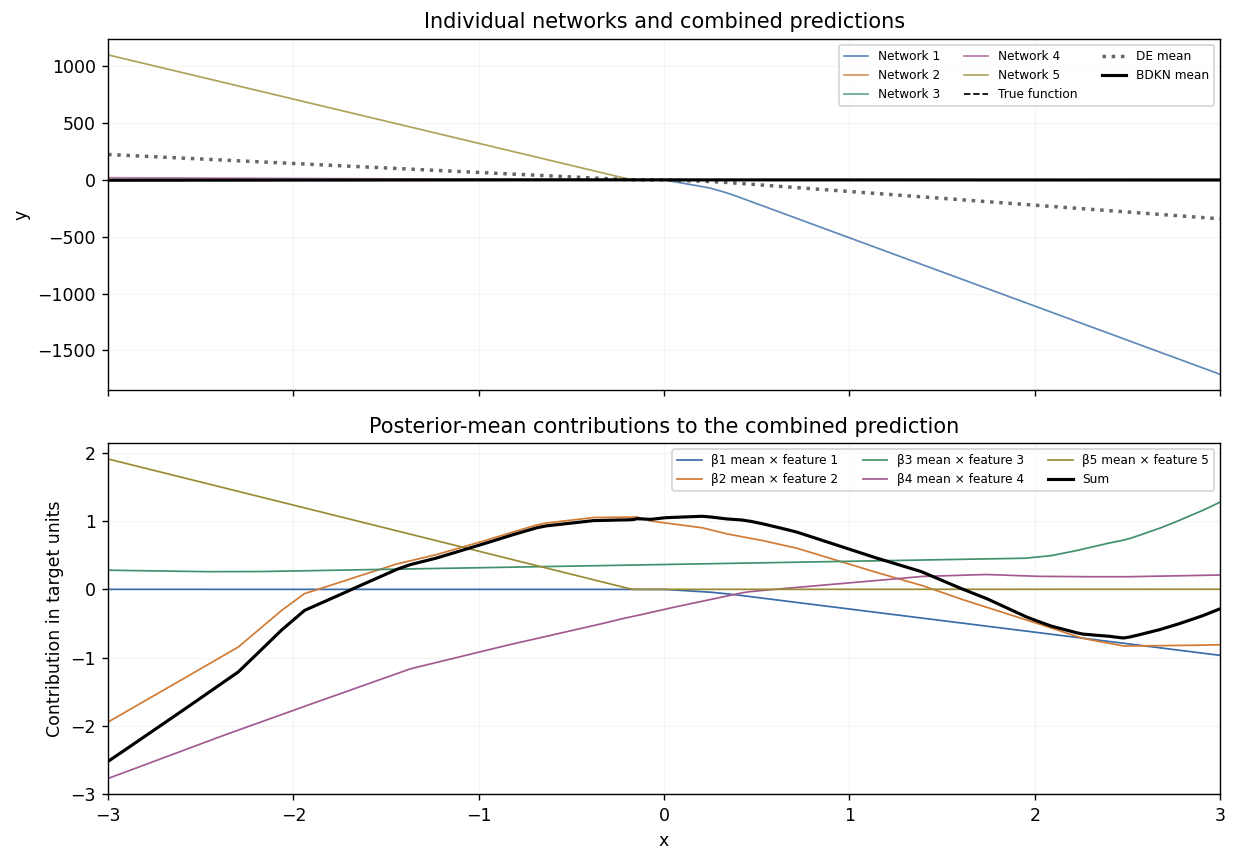 Individual networks and combined predictions
Network 1
Network 2
Network 3
Network 4
Network 5
True function
DE mean
BDKN mean
1000
500
0
−500
−1000
−1500
y
Posterior-mean contributions to the combined prediction
β1 mean × feature 1
β2 mean × feature 2
β3 mean × feature 3
β4 mean × feature 4
β5 mean × feature 5
Sum
2
1
0
−1
−2
−3
Contribution in target units
−3 −2 −1 0 1 2 3
x